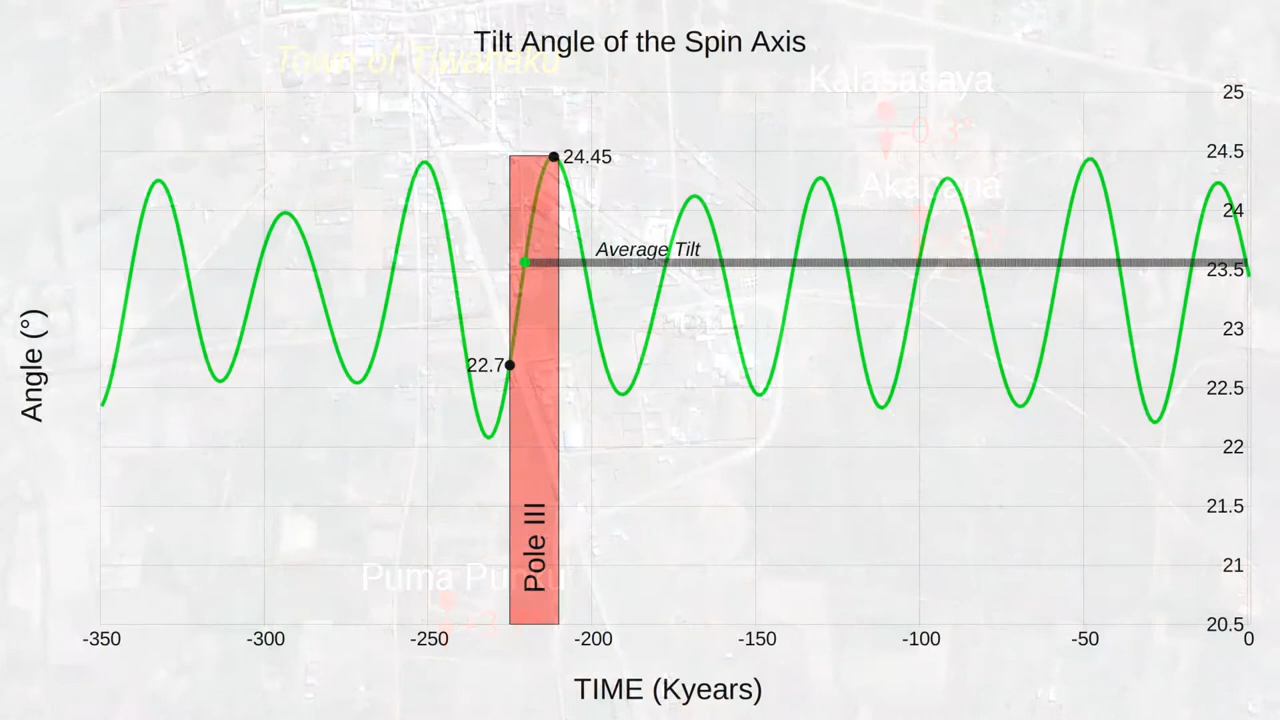 Tilt Angle of the Spin Axis
Town of Tiwanaku
Kalasasaya
-0.3°
Akapana
25
24.5
24
23.5
23
22.5
22
21.5
21
20.5
24.45
Average Tilt
22.7
Angle (°)
Pole III
Puma Punku
-350
-300
-250
-200
-150
-100
-50
0
TIME (Kyears)